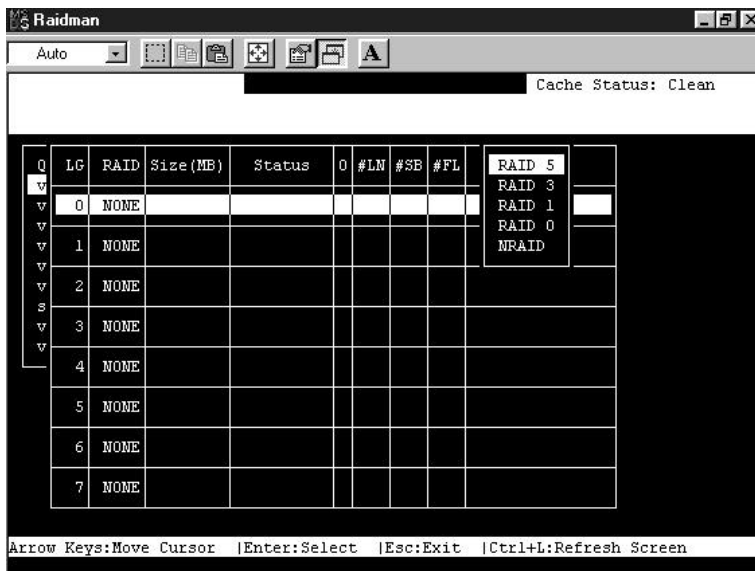 Raidman
Auto
A
Cache Status: Clean
Q LG RAID Size(MB) Status O #LN #SB #FL
RAID 5
RAID 3
RAID 1
RAID 0
NRAID
v
v
v
v
v
v
s
v
v
0 NONE
1 NONE
2 NONE
3 NONE
4 NONE
5 NONE
6 NONE
7 NONE
Arrow Keys:Move Cursor |Enter:Select |Esc:Exit |Ctrl+L:Refresh Screen